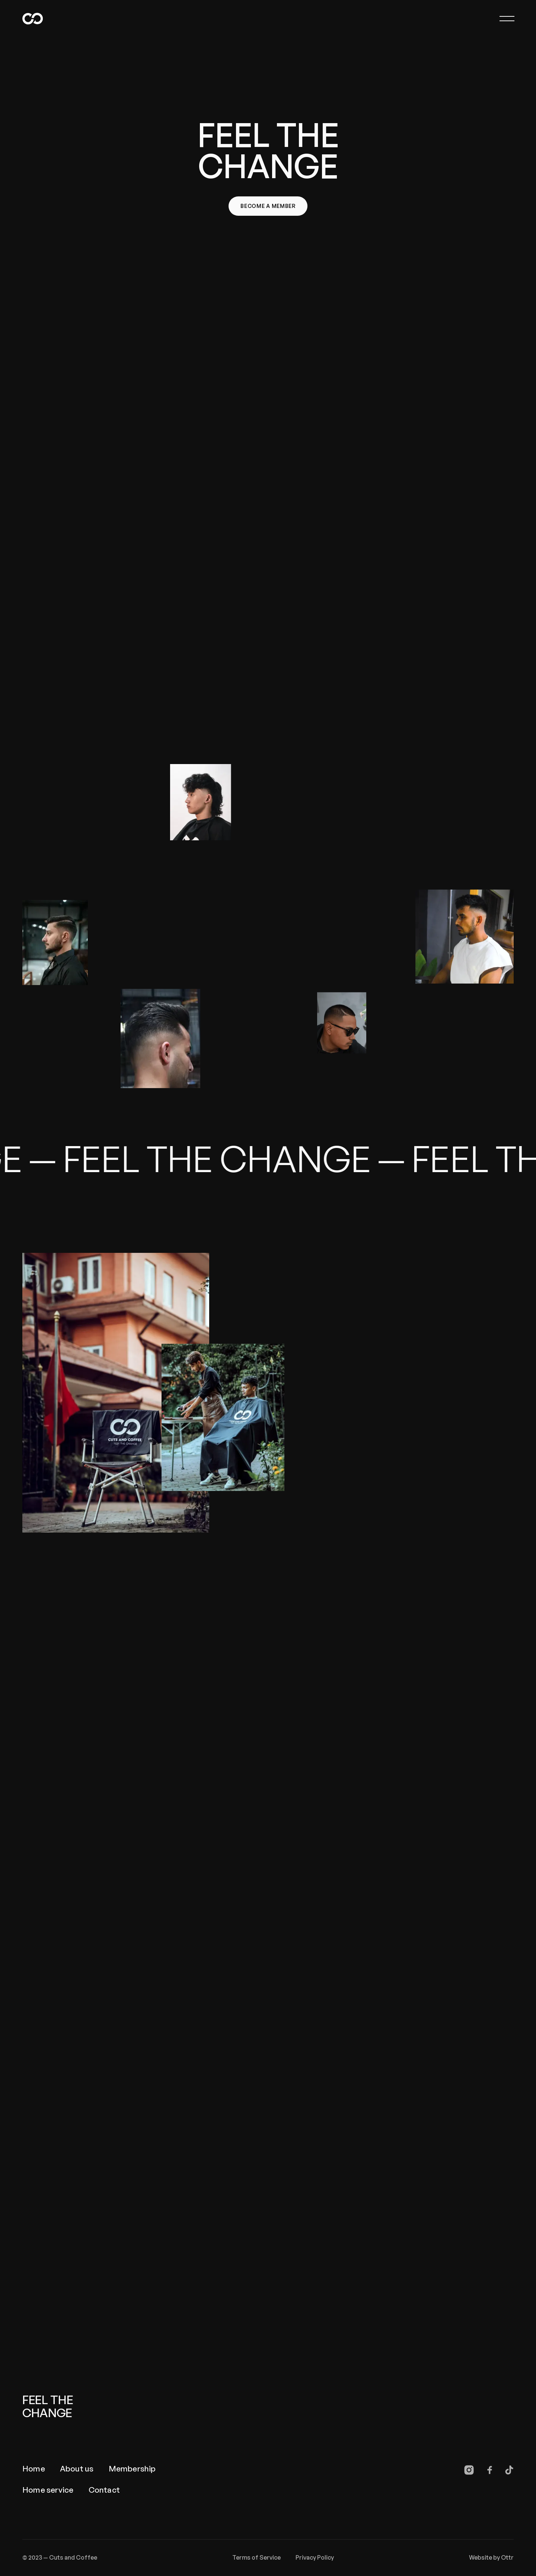 FEEL THE
CHANGE
BECOME A MEMBER
GE — FEEL THE CHANGE — FEEL TH
CUTS AND COFFEE
FEEL THE
CHANGE
Home About us Membership
Home service Contact
© 2023 — Cuts and Coffee Terms of Service Privacy Policy Website by Ottr